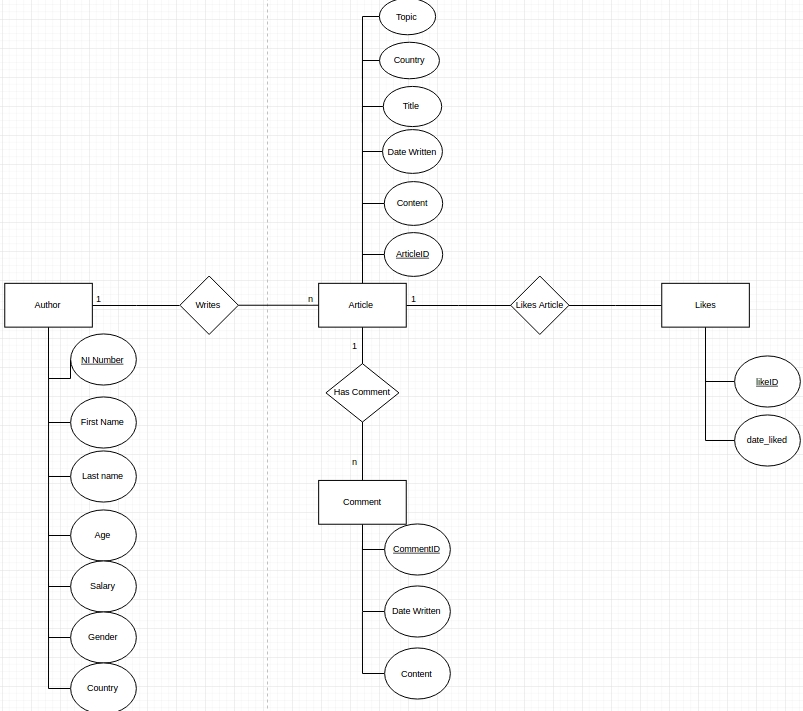 Topic
Country
Title
Date Written
Content
ArticleID
Author
1
Writes
n
Article
1
Likes Article
Likes
NI Number
First Name
Last name
Age
Salary
Gender
Country
1
Has Comment
n
Comment
CommentID
Date Written
Content
likeID
date_liked